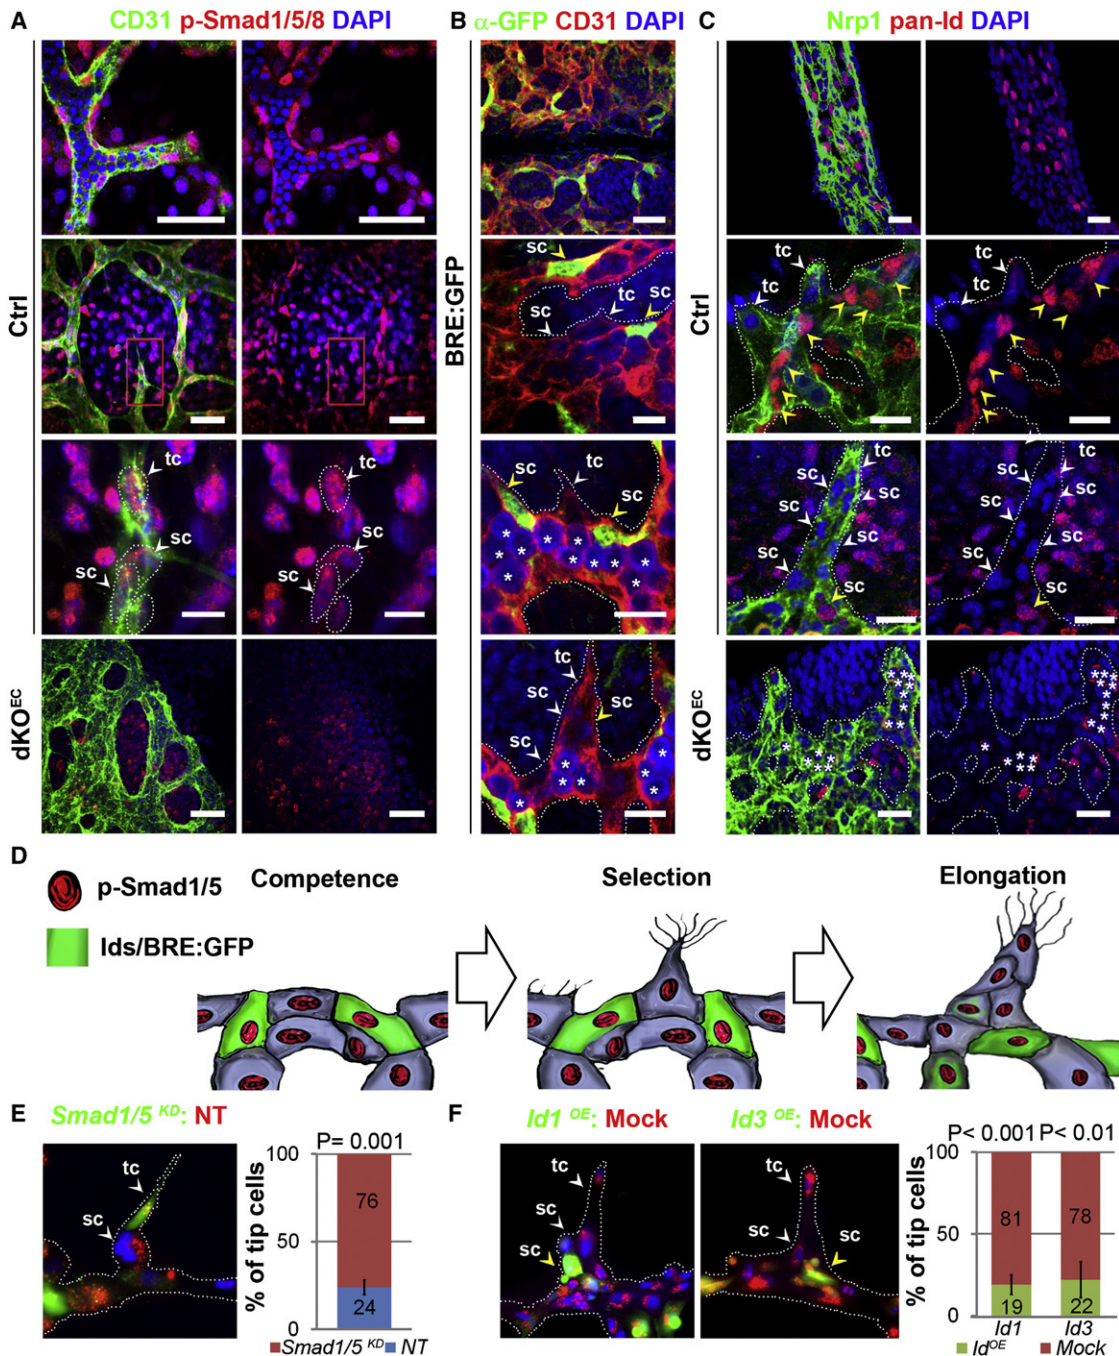 A CD31 p-Smad1/5/8 DAPI
B α-GFP CD31 DAPI
C Nrp1 pan-Id DAPI
Ctrl
tc
sc
sc
tc
sc
sc
dKO^EC
BRE:GFP
sc
tc
sc
sc
sc
tc
sc
* * * * * * * * * * *
tc
sc
sc
sc
* * * * * * * *
Ctrl
tc
tc
tc
tc
tc
sc
sc
sc
sc
sc
tc
sc
sc
sc
sc
sc
dKO^EC
D
p-Smad1/5
Ids/BRE:GFP
Competence
Selection
Elongation
E Smad1/5 ^KD: NT
tc
sc
P= 0.001
% of tip cells
100
50
0
76
24
Smad1/5 ^KD NT
F Id1 ^OE: Mock
Id3 ^OE: Mock
tc
sc
sc
tc
sc
sc
P< 0.001 P< 0.01
% of tip cells
100
50
0
81
78
19
22
Id1 Id3
Id^OE Mock